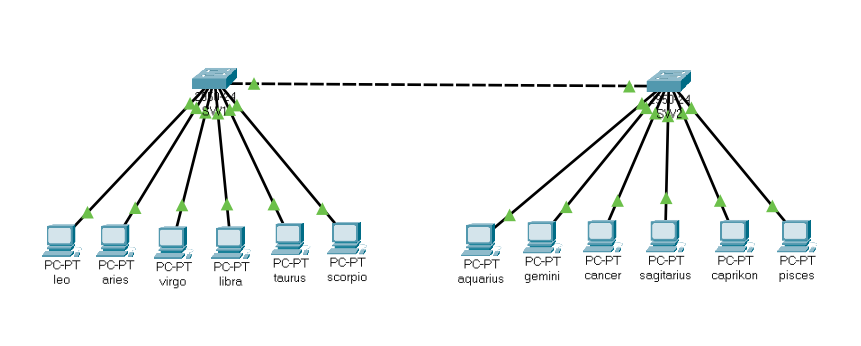 2950-24
SW1
2950-24
SW2
PC-PT
leo
PC-PT
aries
PC-PT
virgo
PC-PT
libra
PC-PT
taurus
PC-PT
scorpio
PC-PT
aquarius
PC-PT
gemini
PC-PT
cancer
PC-PT
sagitarius
PC-PT
caprikon
PC-PT
pisces